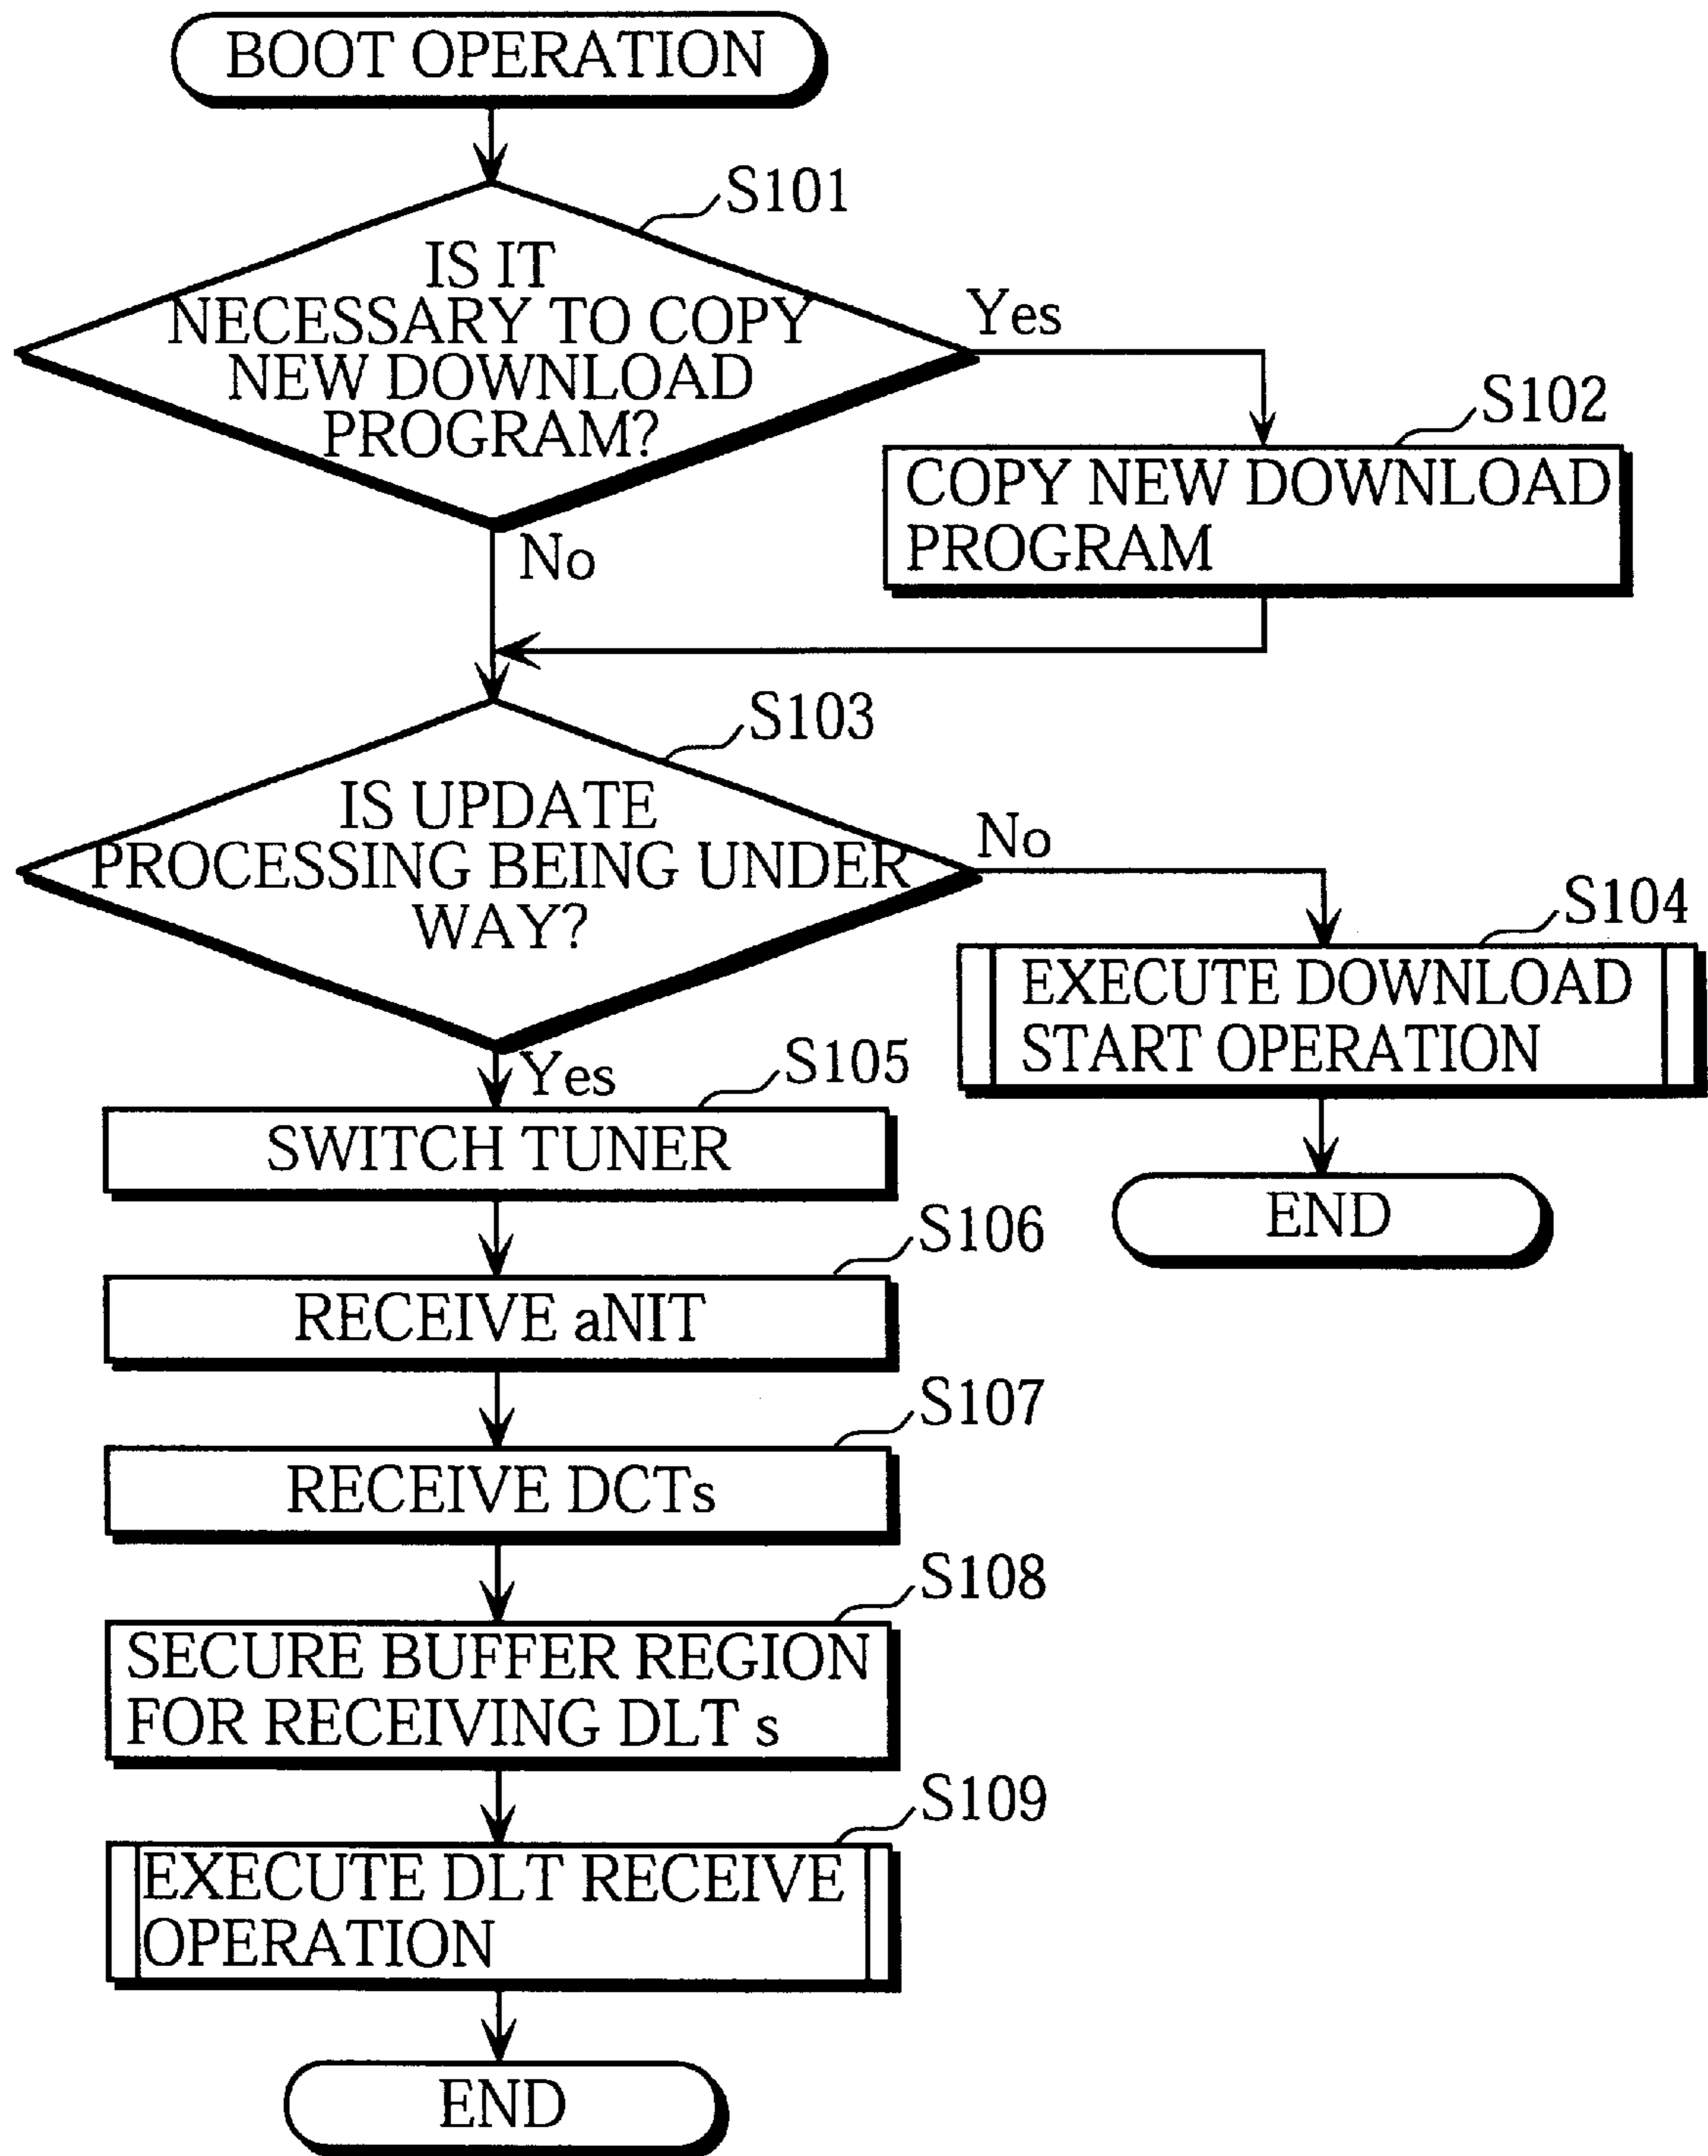 BOOT OPERATION
S101
IS IT
NECESSARY TO COPY
NEW DOWNLOAD
PROGRAM?
Yes
S102
COPY NEW DOWNLOAD
PROGRAM
No
S103
IS UPDATE
PROCESSING BEING UNDER
WAY?
No
S104
EXECUTE DOWNLOAD
START OPERATION
END
Yes
S105
SWITCH TUNER
S106
RECEIVE aNIT
S107
RECEIVE DCTs
S108
SECURE BUFFER REGION
FOR RECEIVING DLT s
S109
EXECUTE DLT RECEIVE
OPERATION
END